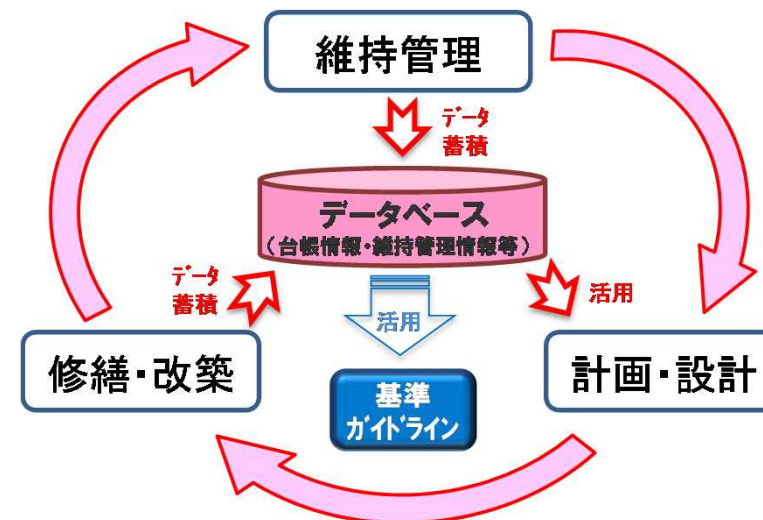 維持管理
データ
蓄積
データベース
（台帳情報・維持管理情報等）
データ
蓄積
活用
活用
修繕・改築
計画・設計
基準
ガイドライン